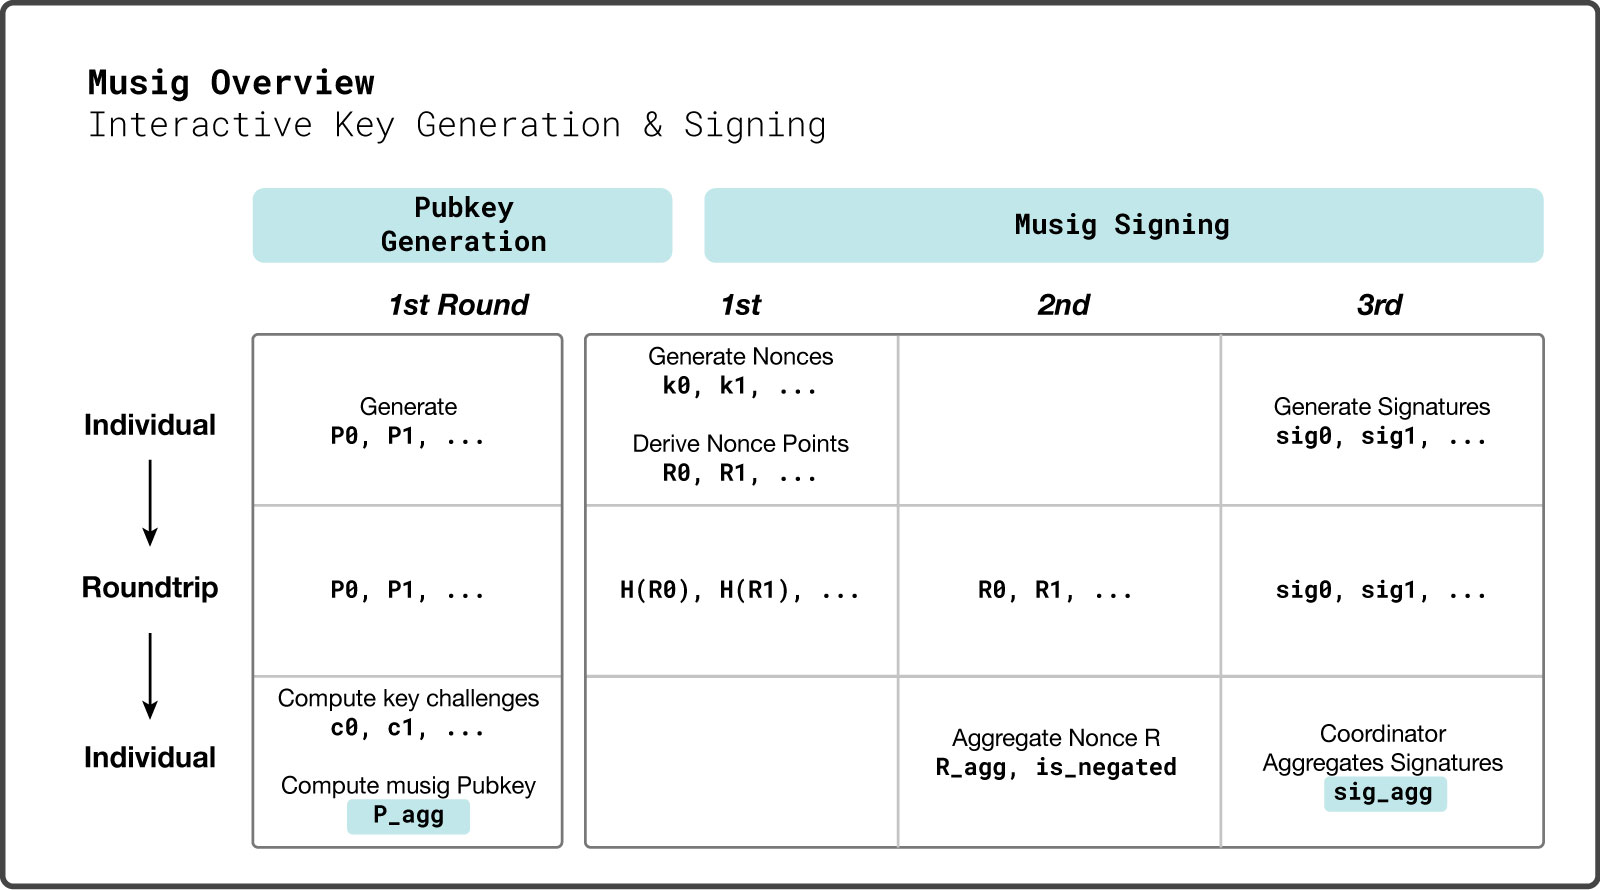 Musig Overview
Interactive Key Generation & Signing
Pubkey
Generation
Musig Signing
1st Round
1st
2nd
3rd
Individual
Generate
P0, P1, ...
Generate Nonces
k0, k1, ...
Derive Nonce Points
R0, R1, ...
Generate Signatures
sig0, sig1, ...
Roundtrip
P0, P1, ...
H(R0), H(R1), ...
R0, R1, ...
sig0, sig1, ...
Individual
Compute key challenges
c0, c1, ...
Compute musig Pubkey
P_agg
Aggregate Nonce R
R_agg, is_negated
Coordinator
Aggregates Signatures
sig_agg